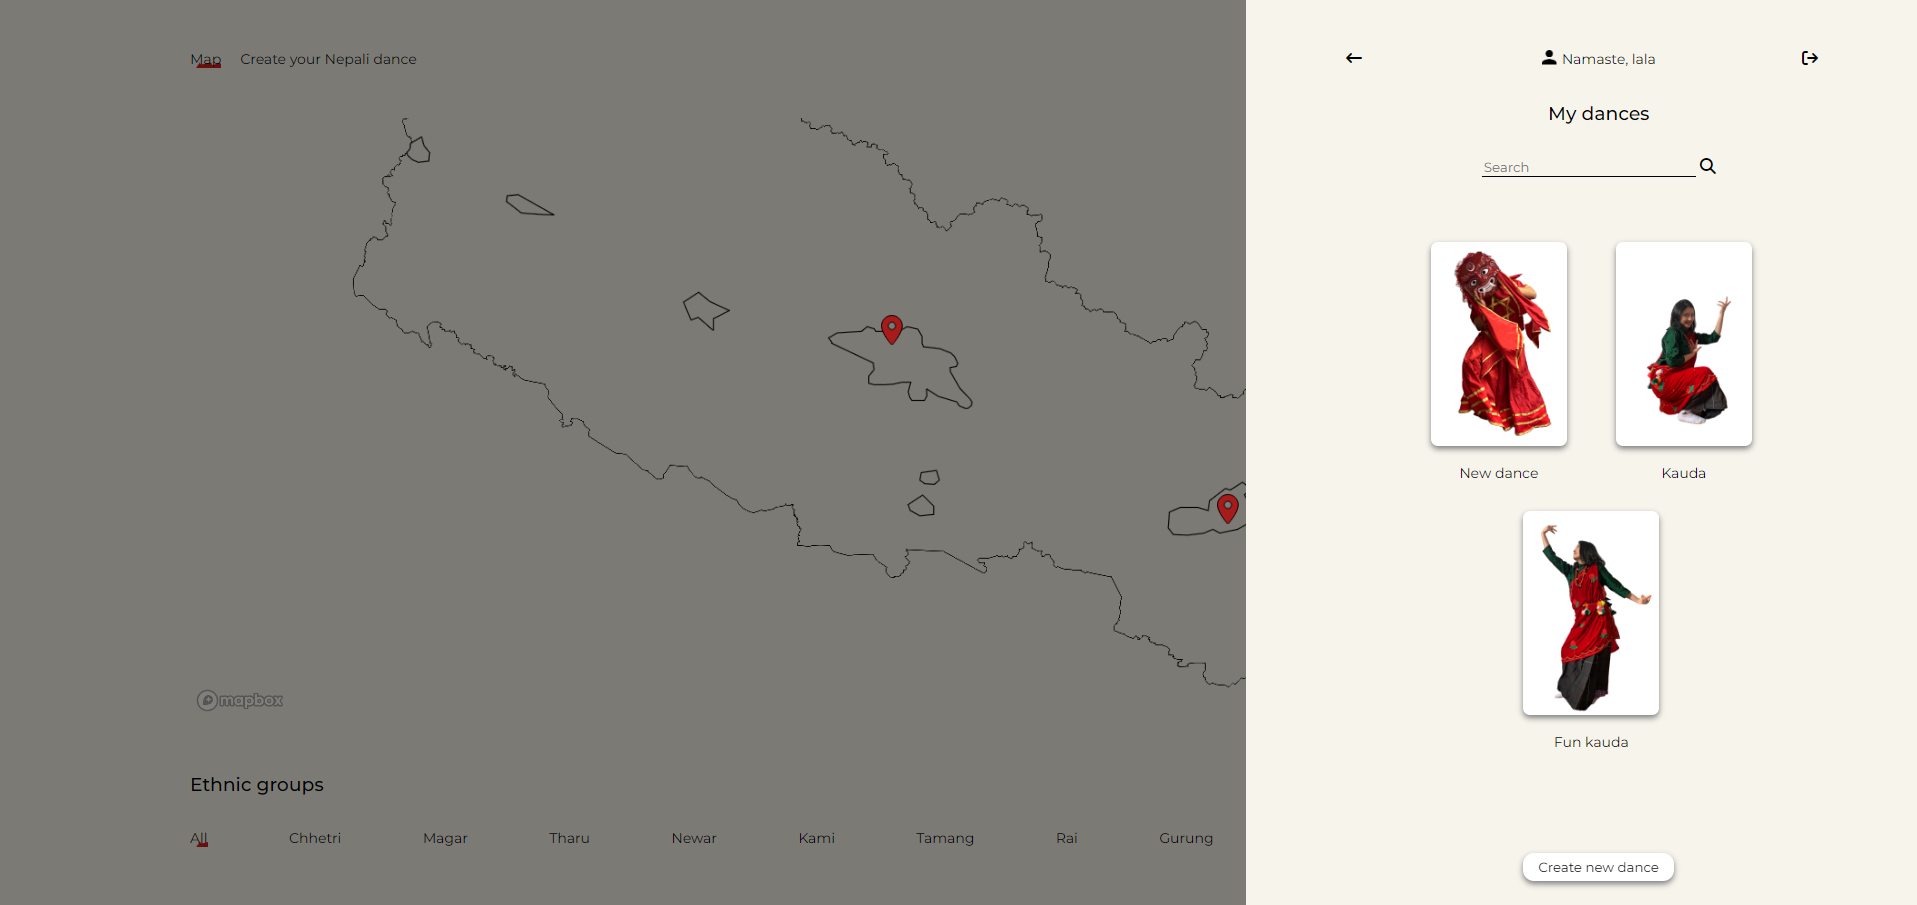 Map
Create your Nepali dance
mapbox
Ethnic groups
All
Chhetri
Magar
Tharu
Newar
Kami
Tamang
Rai
Gurung
Namaste, lala
My dances
Search
New dance
Kauda
Fun kauda
Create new dance